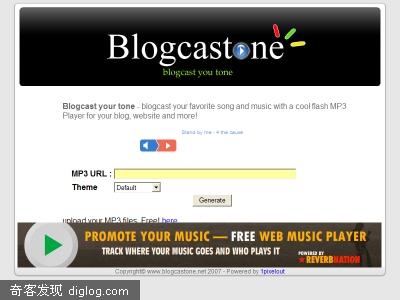 Blogcastone
blogcast you tone
Blogcast your tone - blogcast your favorite song and music with a cool flash MP3
Player for your blog, website and more!
Stand by me - 4 the cause
MP3 URL :
Theme Default
Generate
upload your MP3 files, Free! here
PROMOTE YOUR MUSIC — FREE WEB MUSIC PLAYER
TRACK WHERE YOUR MUSIC GOES AND WHO PLAYS IT
POWERED BY
REVERBNATION
Copyright© www.blogcastone.net 2007 - Powered by 1pixelout
奇客发现 diglog.com